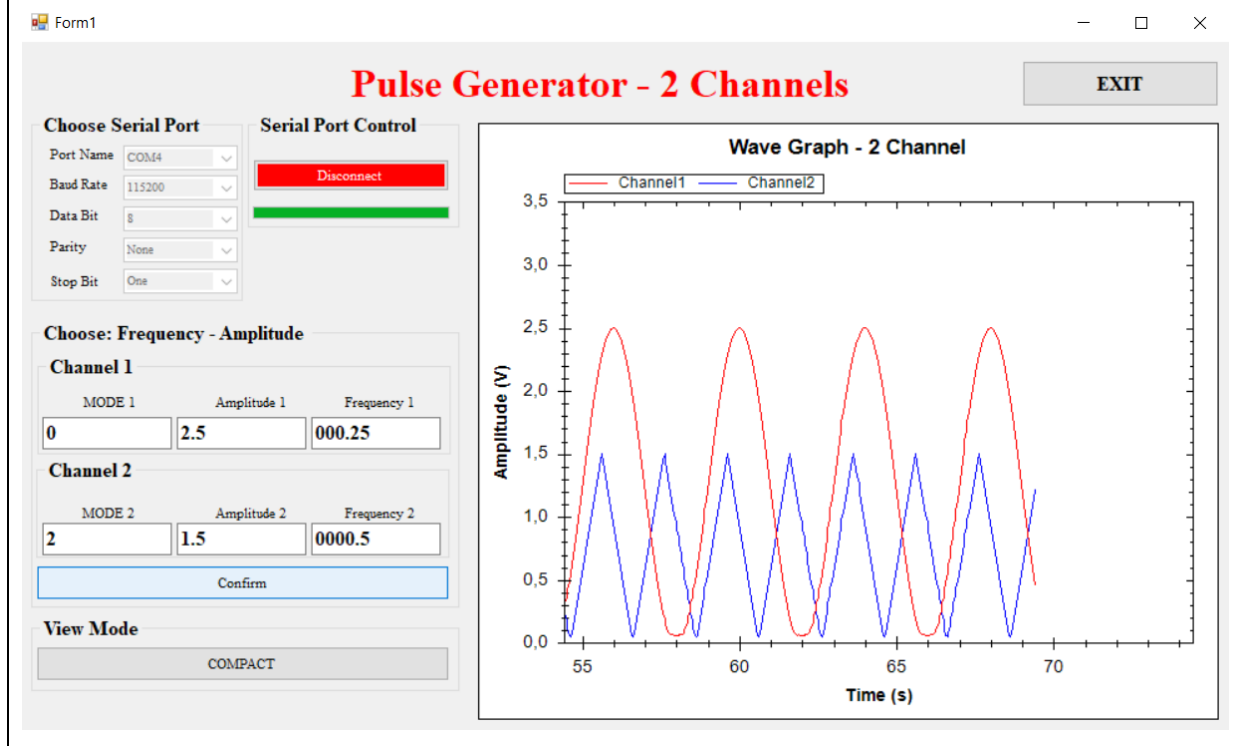 Form1
Pulse Generator - 2 Channels
EXIT
Choose Serial Port
Port Name COM4
Baud Rate 115200
Data Bit 8
Parity None
Stop Bit One
Serial Port Control
Disconnect
Choose: Frequency - Amplitude
Channel 1
MODE 1 Amplitude 1 Frequency 1
0 2.5 000.25
Channel 2
MODE 2 Amplitude 2 Frequency 2
2 1.5 0000.5
Confirm
View Mode
COMPACT
Wave Graph - 2 Channel
Channel1 Channel2
3,5
3,0
2,5
2,0
1,5
1,0
0,5
0,0
Amplitude (V)
55 60 65 70
Time (s)